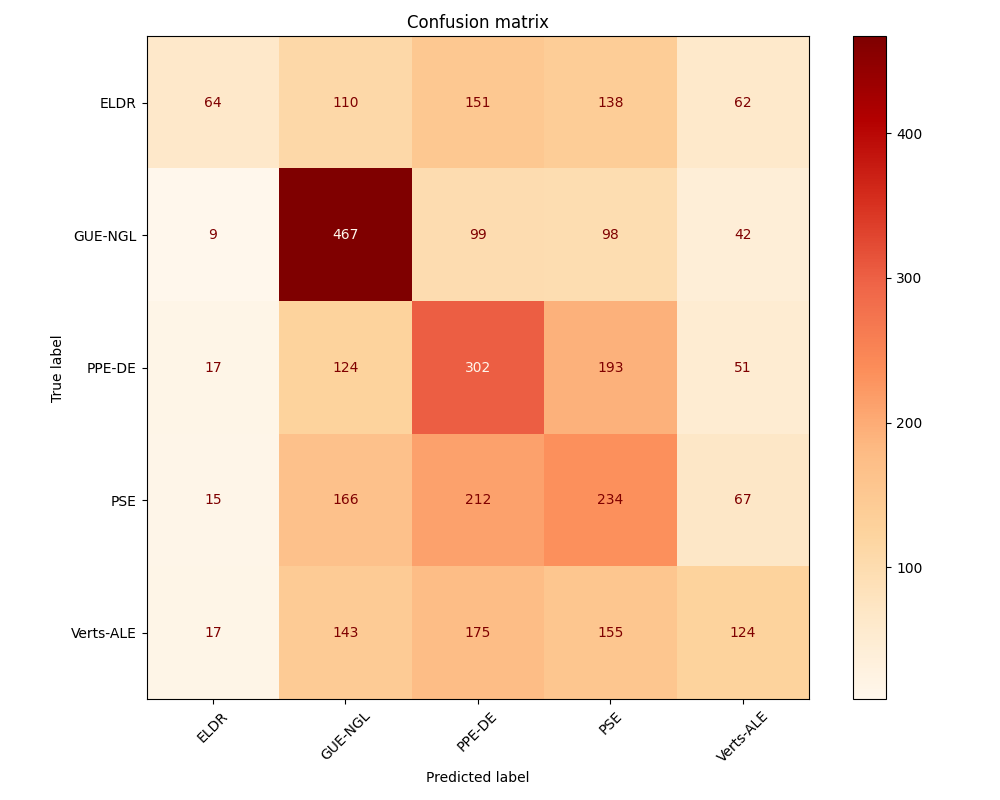 Confusion matrix
ELDR 64 110 151 138 62
GUE-NGL 9 467 99 98 42
PPE-DE 17 124 302 193 51
PSE 15 166 212 234 67
Verts-ALE 17 143 175 155 124
ELDR GUE-NGL PPE-DE PSE Verts-ALE
Predicted label
True label
400
300
200
100